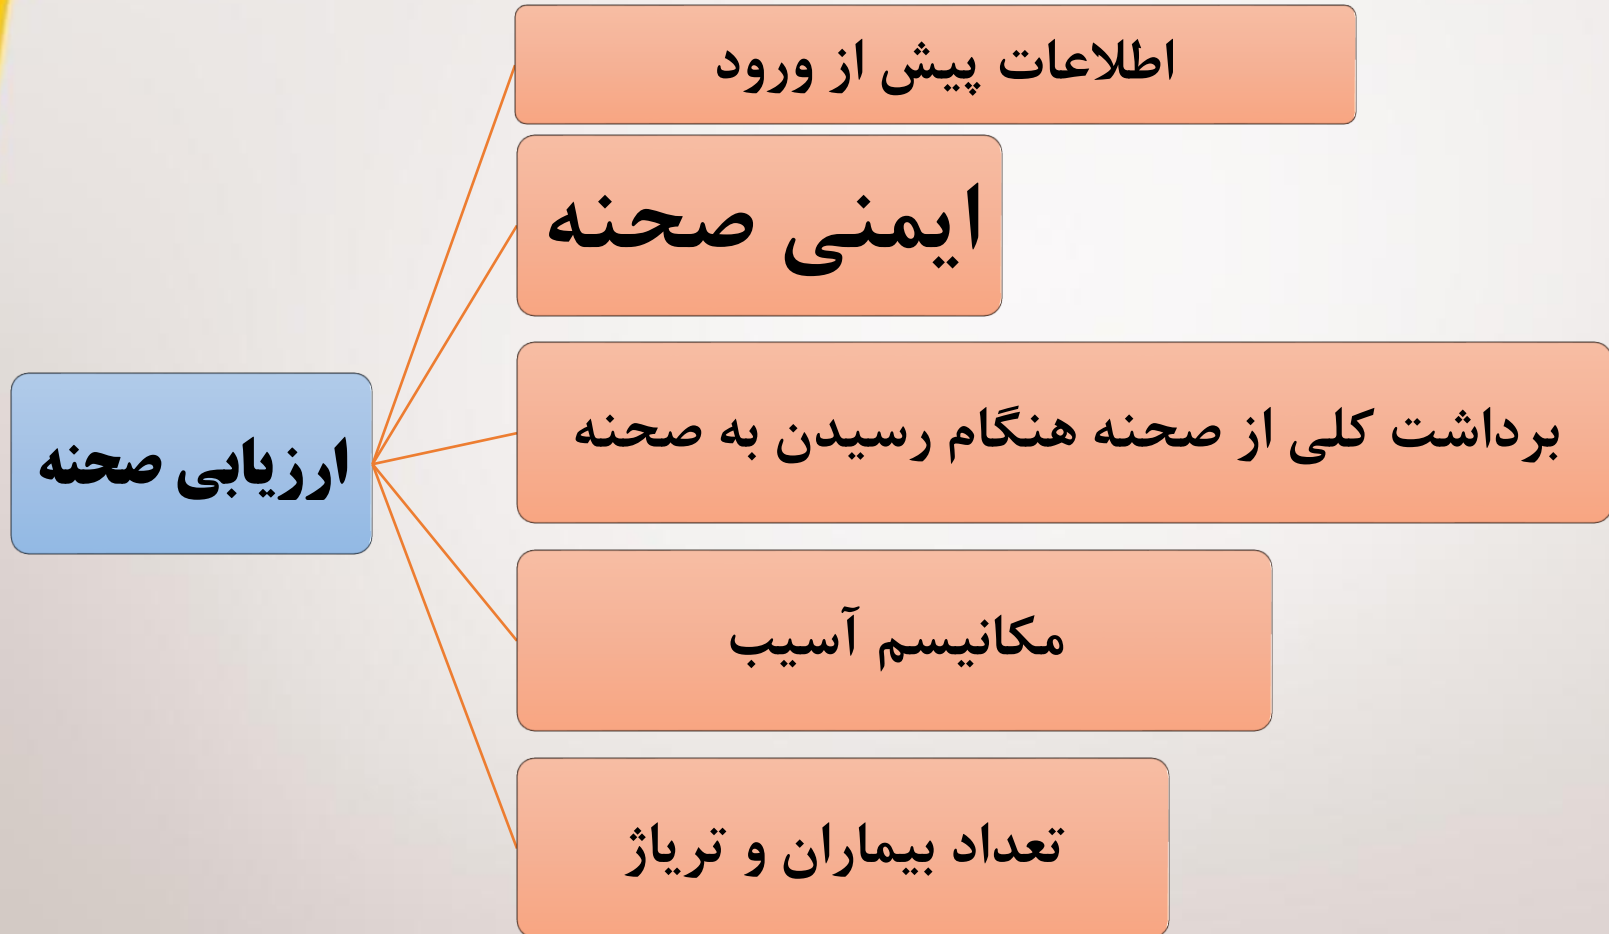 اطلاعات پیش از ورود
ایمنی صحنه
برداشت کلی از صحنه هنگام رسیدن به صحنه
ارزیابی صحنه
مکانیسم آسیب
تعداد بیماران و تریاژ